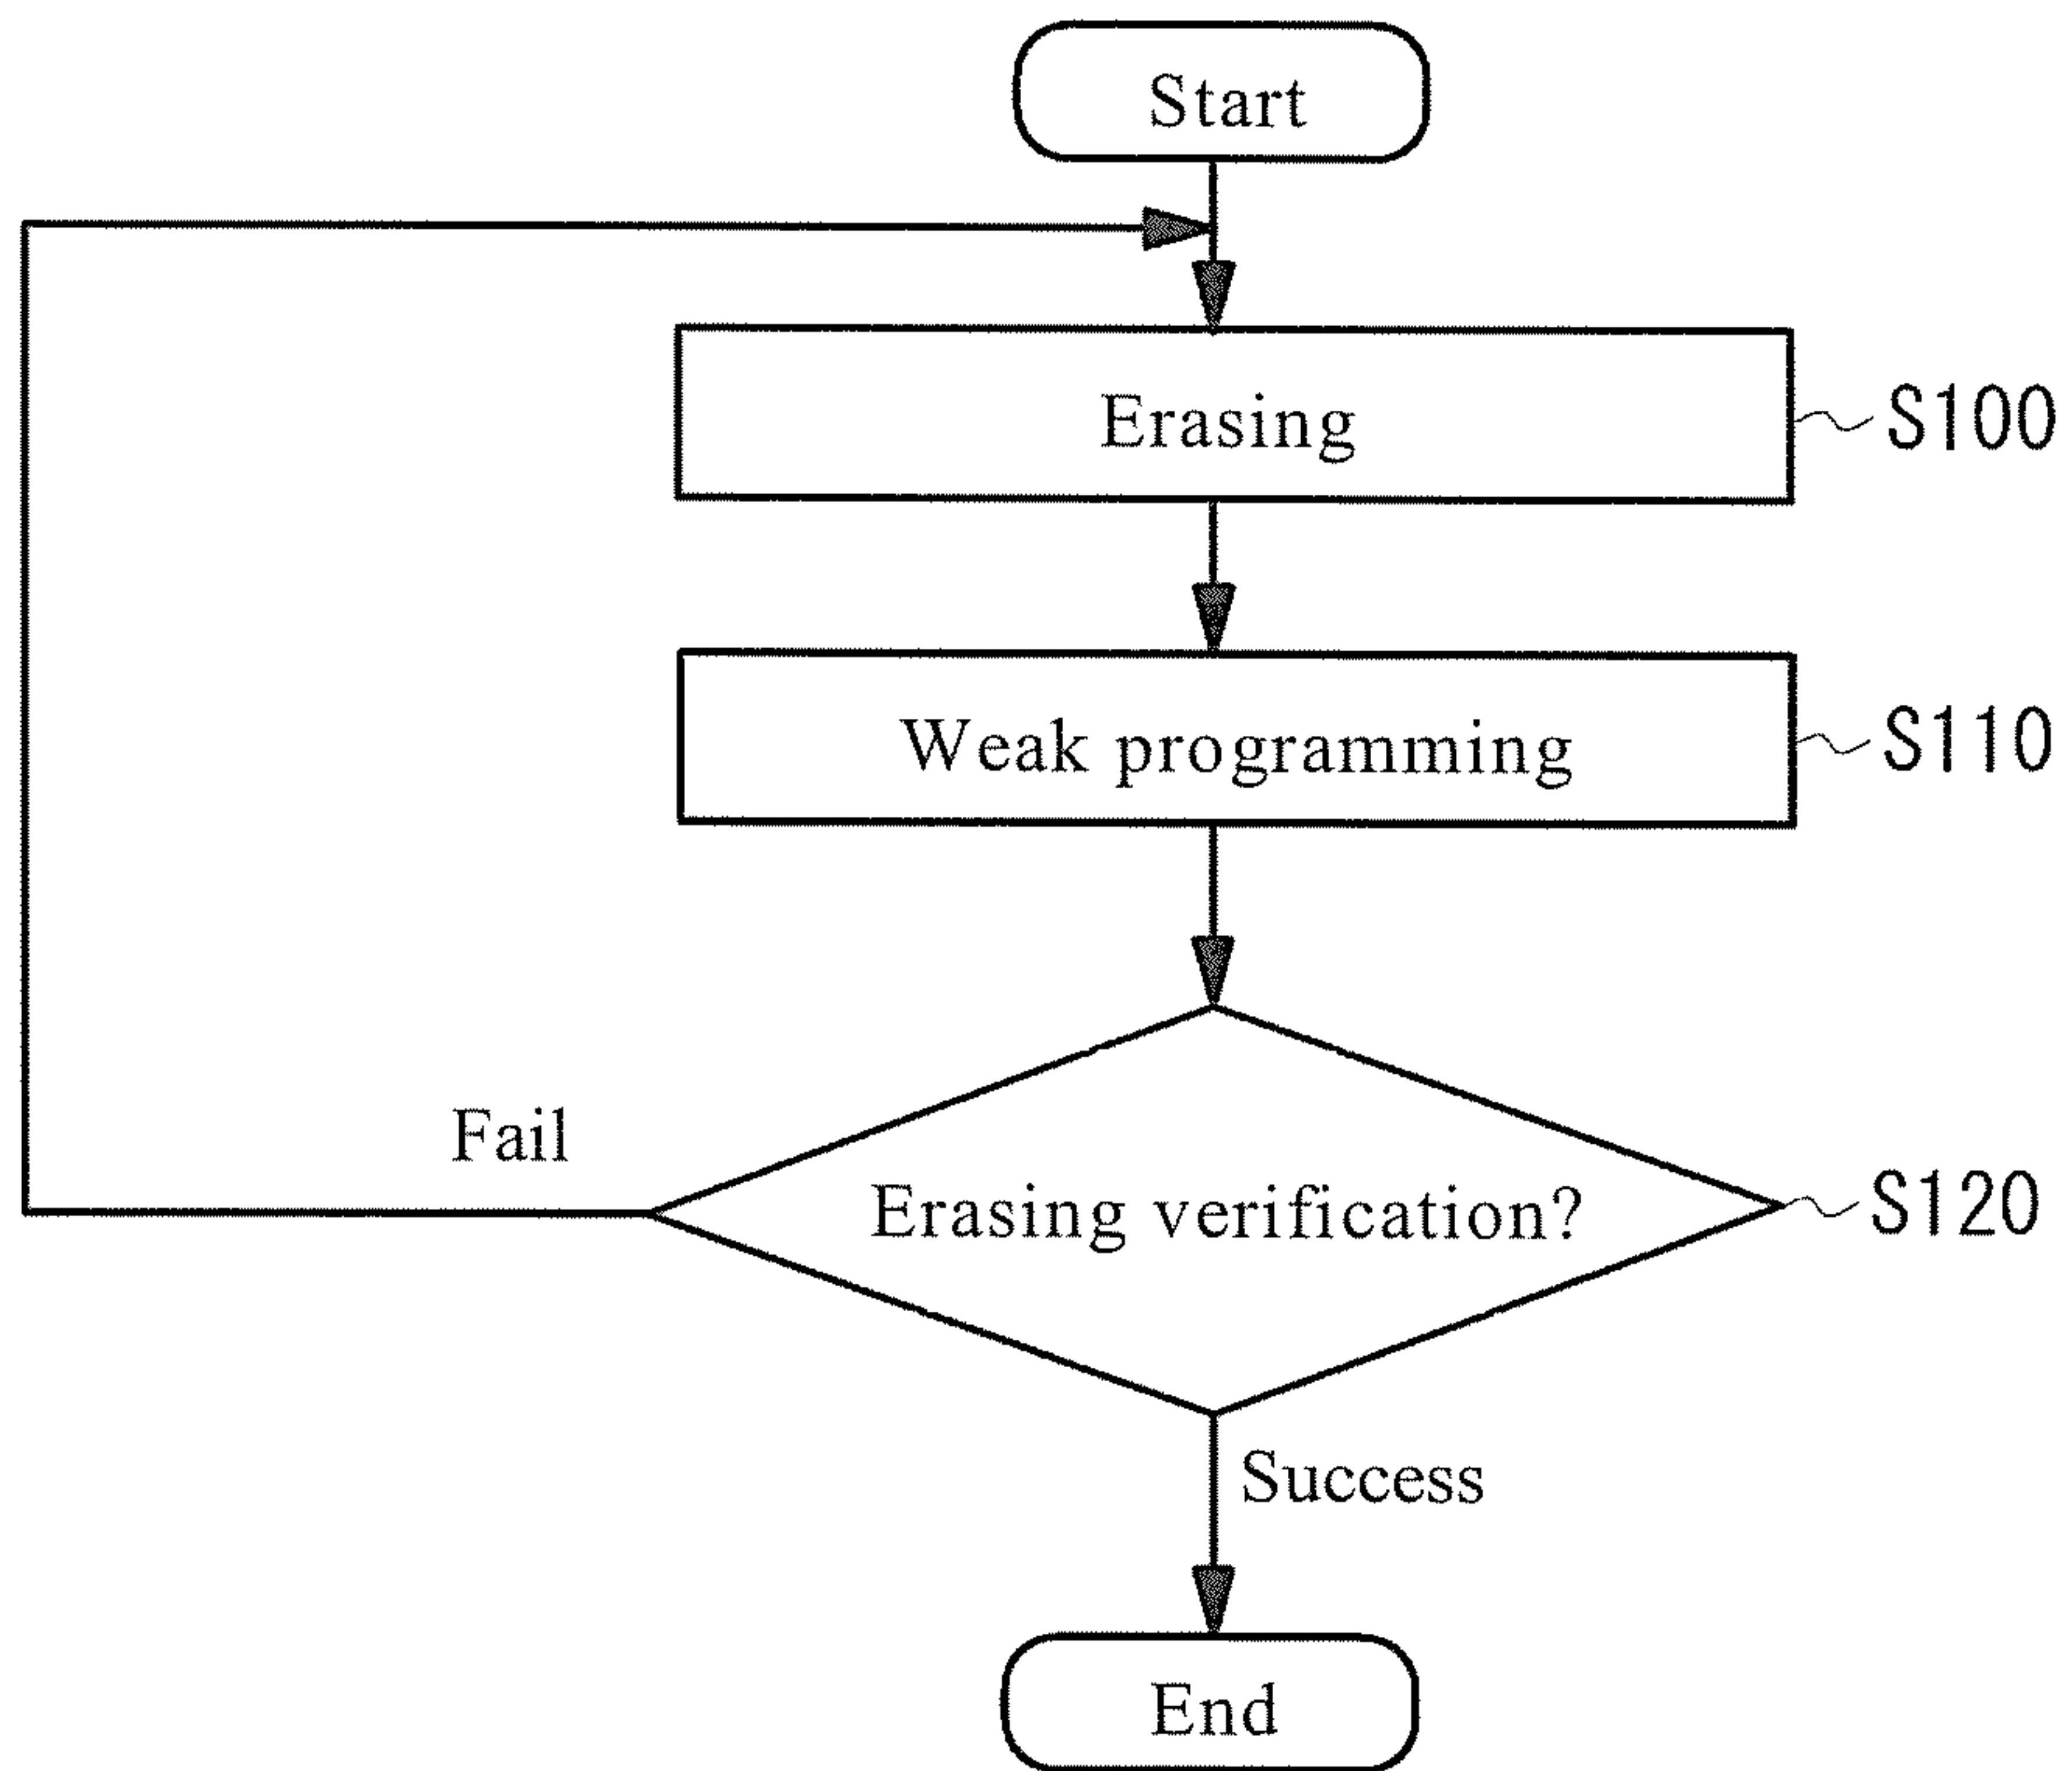 Start
Erasing
S100
Weak programming
S110
Fail
Erasing verification?
S120
Success
End